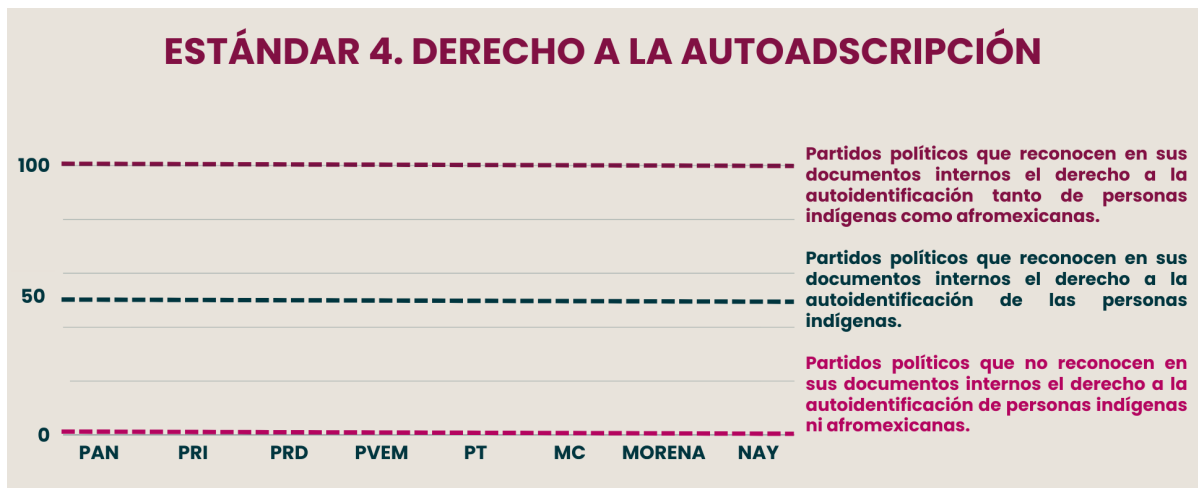 ESTÁNDAR 4. DERECHO A LA AUTOADSCRIPCIÓN
100
50
0
PAN PRI PRD PVEM PT MC MORENA NAY
Partidos políticos que reconocen en sus
documentos internos el derecho a la
autoidentificación tanto de personas
indígenas como afromexicanas.
Partidos políticos que reconocen en sus
documentos internos el derecho a la
autoidentificación de las personas
indígenas.
Partidos políticos que no reconocen en
sus documentos internos el derecho a la
autoidentificación de personas indígenas
ni afromexicanas.